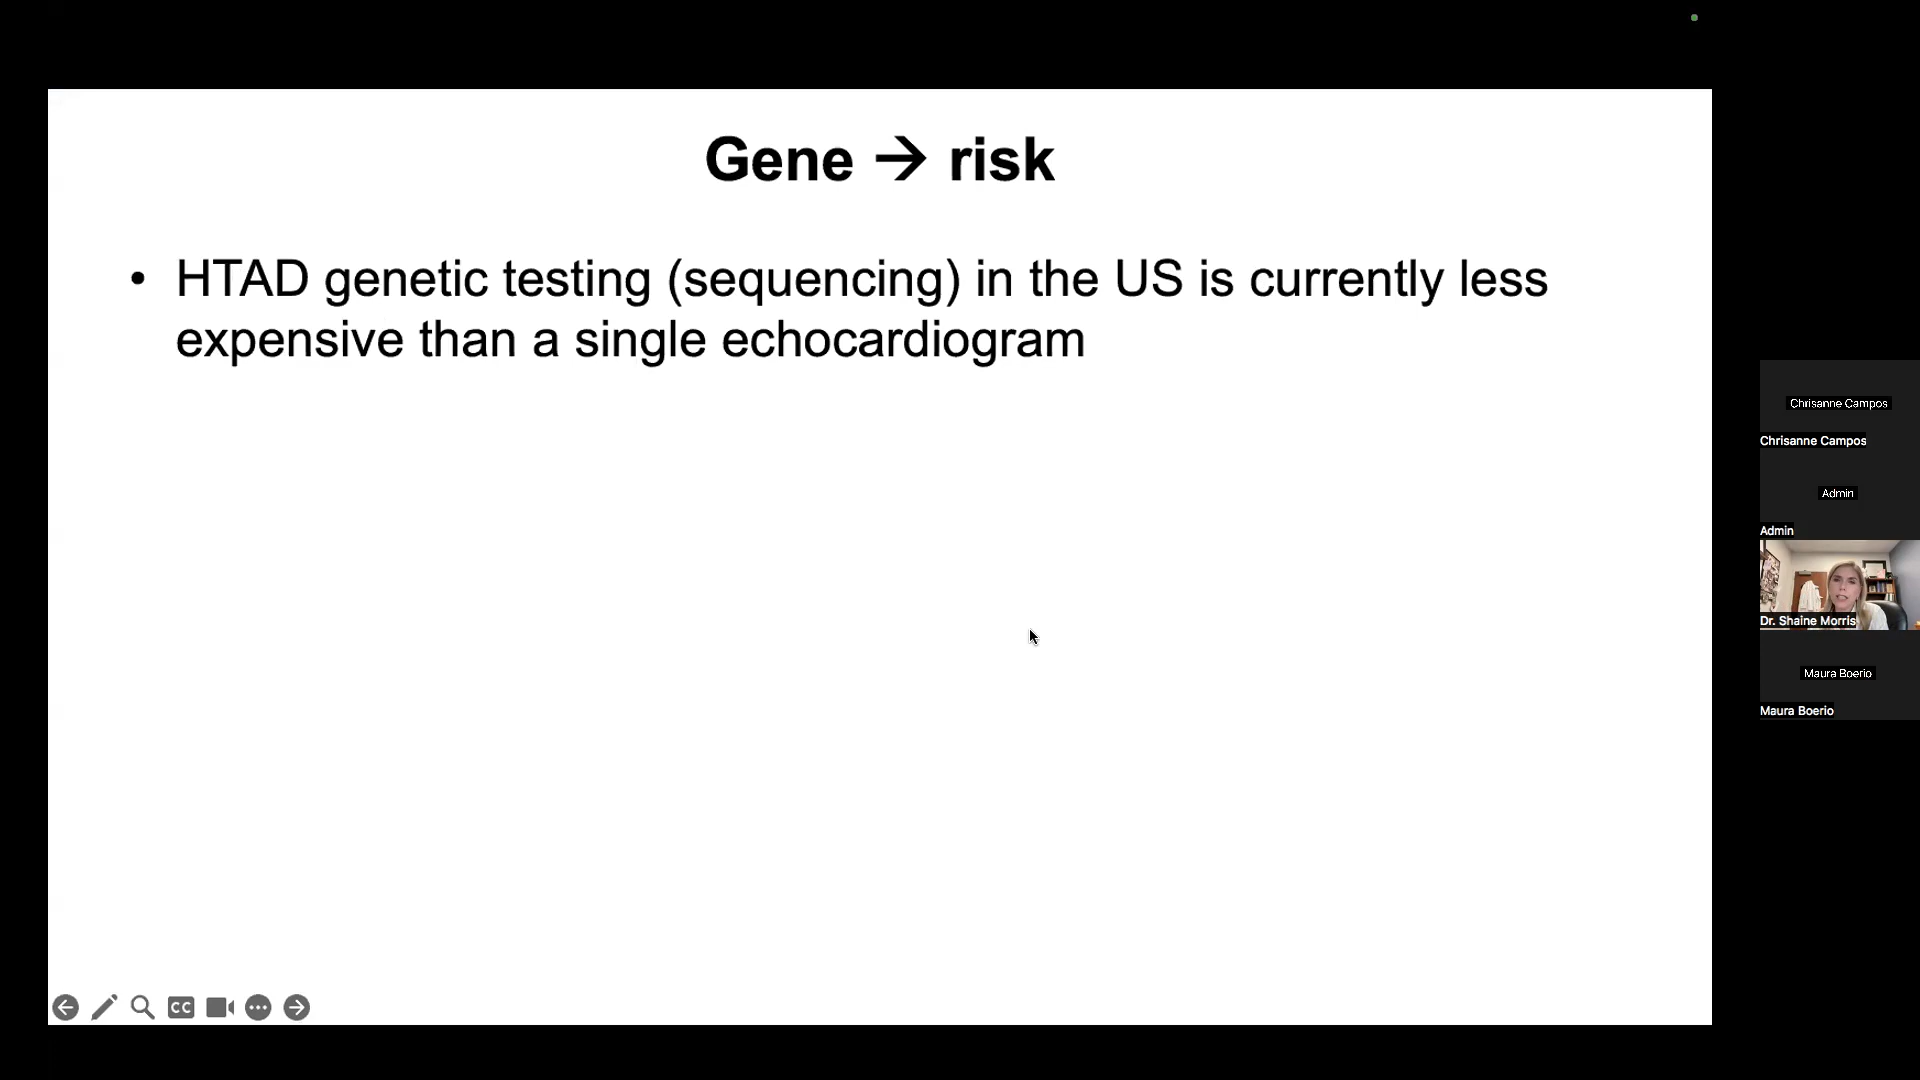 Gene → risk
• HTAD genetic testing (sequencing) in the US is currently less
expensive than a single echocardiogram
Chrisanne Campos
Chrisanne Campos
Admin
Admin
Dr. Shaine Morris
Maura Boerio
Maura Boerio
CC